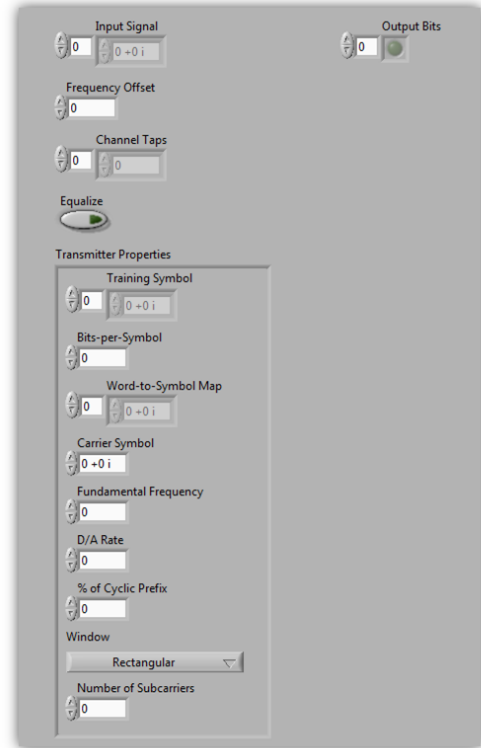 Input Signal
Output Bits
0
0 +0 i
0
Frequency Offset
0
Channel Taps
0
0
Equalize
Transmitter Properties
Training Symbol
0
0 +0 i
Bits-per-Symbol
0
Word-to-Symbol Map
0
0 +0 i
Carrier Symbol
0 +0 i
Fundamental Frequency
0
D/A Rate
0
% of Cyclic Prefix
0
Window
Rectangular
Number of Subcarriers
0